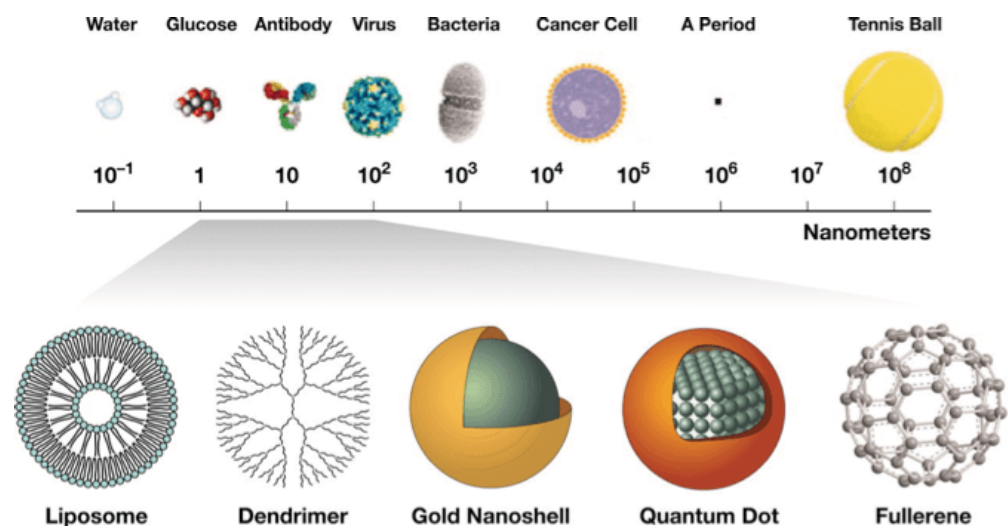 Water Glucose Antibody Virus Bacteria Cancer Cell A Period Tennis Ball
10⁻¹ 1 10 10² 10³ 10⁴ 10⁵ 10⁶ 10⁷ 10⁸
Nanometers
Liposome Dendrimer Gold Nanoshell Quantum Dot Fullerene